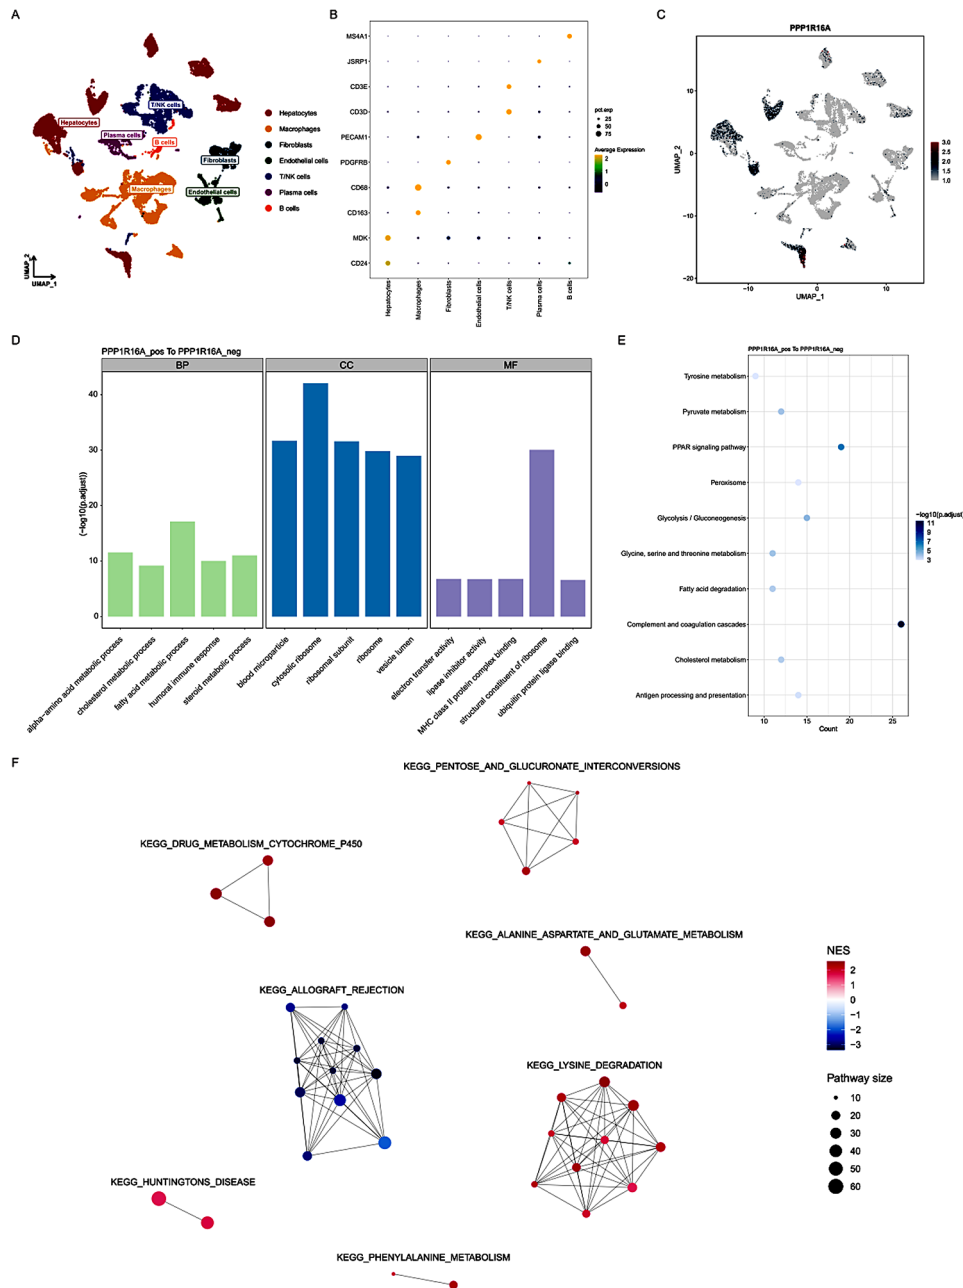 A
Hepatocytes
T/NK cells
Plasma cells
B cells
Fibroblasts
Macrophages
Endothelial cells
UMAP_2
UMAP_1
Hepatocytes
Macrophages
Fibroblasts
Endothelial cells
T/NK cells
Plasma cells
B cells
B
MS4A1
JSRP1
CD3E
CD3D
PECAM1
PDGFRB
CD68
CD163
MDK
CD24
Hepatocytes
Macrophages
Fibroblasts
Endothelial cells
T/NK cells
Plasma cells
B cells
pct.exp
25
50
75
Average Expression
2
1
0
C
PPP1R16A
UMAP_2
10
0
−10
−20
−10
0
10
UMAP_1
3.0
2.5
2.0
1.5
1.0
D
PPP1R16A_pos To PPP1R16A_neg
BP
CC
MF
(−log10(p.adjust))
40
30
20
10
0
alpha−amino acid metabolic process
cholesterol metabolic process
fatty acid metabolic process
humoral immune response
steroid metabolic process
blood microparticle
cytosolic ribosome
ribosomal subunit
ribosome
vesicle lumen
electron transfer activity
lipase inhibitor activity
MHC class II protein complex binding
structural constituent of ribosome
ubiquitin protein ligase binding
E
PPP1R16A_pos To PPP1R16A_neg
Tyrosine metabolism
Pyruvate metabolism
PPAR signaling pathway
Peroxisome
Glycolysis / Gluconeogenesis
Glycine, serine and threonine metabolism
Fatty acid degradation
Complement and coagulation cascades
Cholesterol metabolism
Antigen processing and presentation
10
15
20
25
Count
−log10(p.adjust)
11
9
7
5
3
F
KEGG_PENTOSE_AND_GLUCURONATE_INTERCONVERSIONS
KEGG_DRUG_METABOLISM_CYTOCHROME_P450
KEGG_ALANINE_ASPARTATE_AND_GLUTAMATE_METABOLISM
KEGG_ALLOGRAFT_REJECTION
KEGG_LYSINE_DEGRADATION
KEGG_HUNTINGTONS_DISEASE
KEGG_PHENYLALANINE_METABOLISM
NES
2
1
0
−1
−2
−3
Pathway size
10
20
30
40
50
60